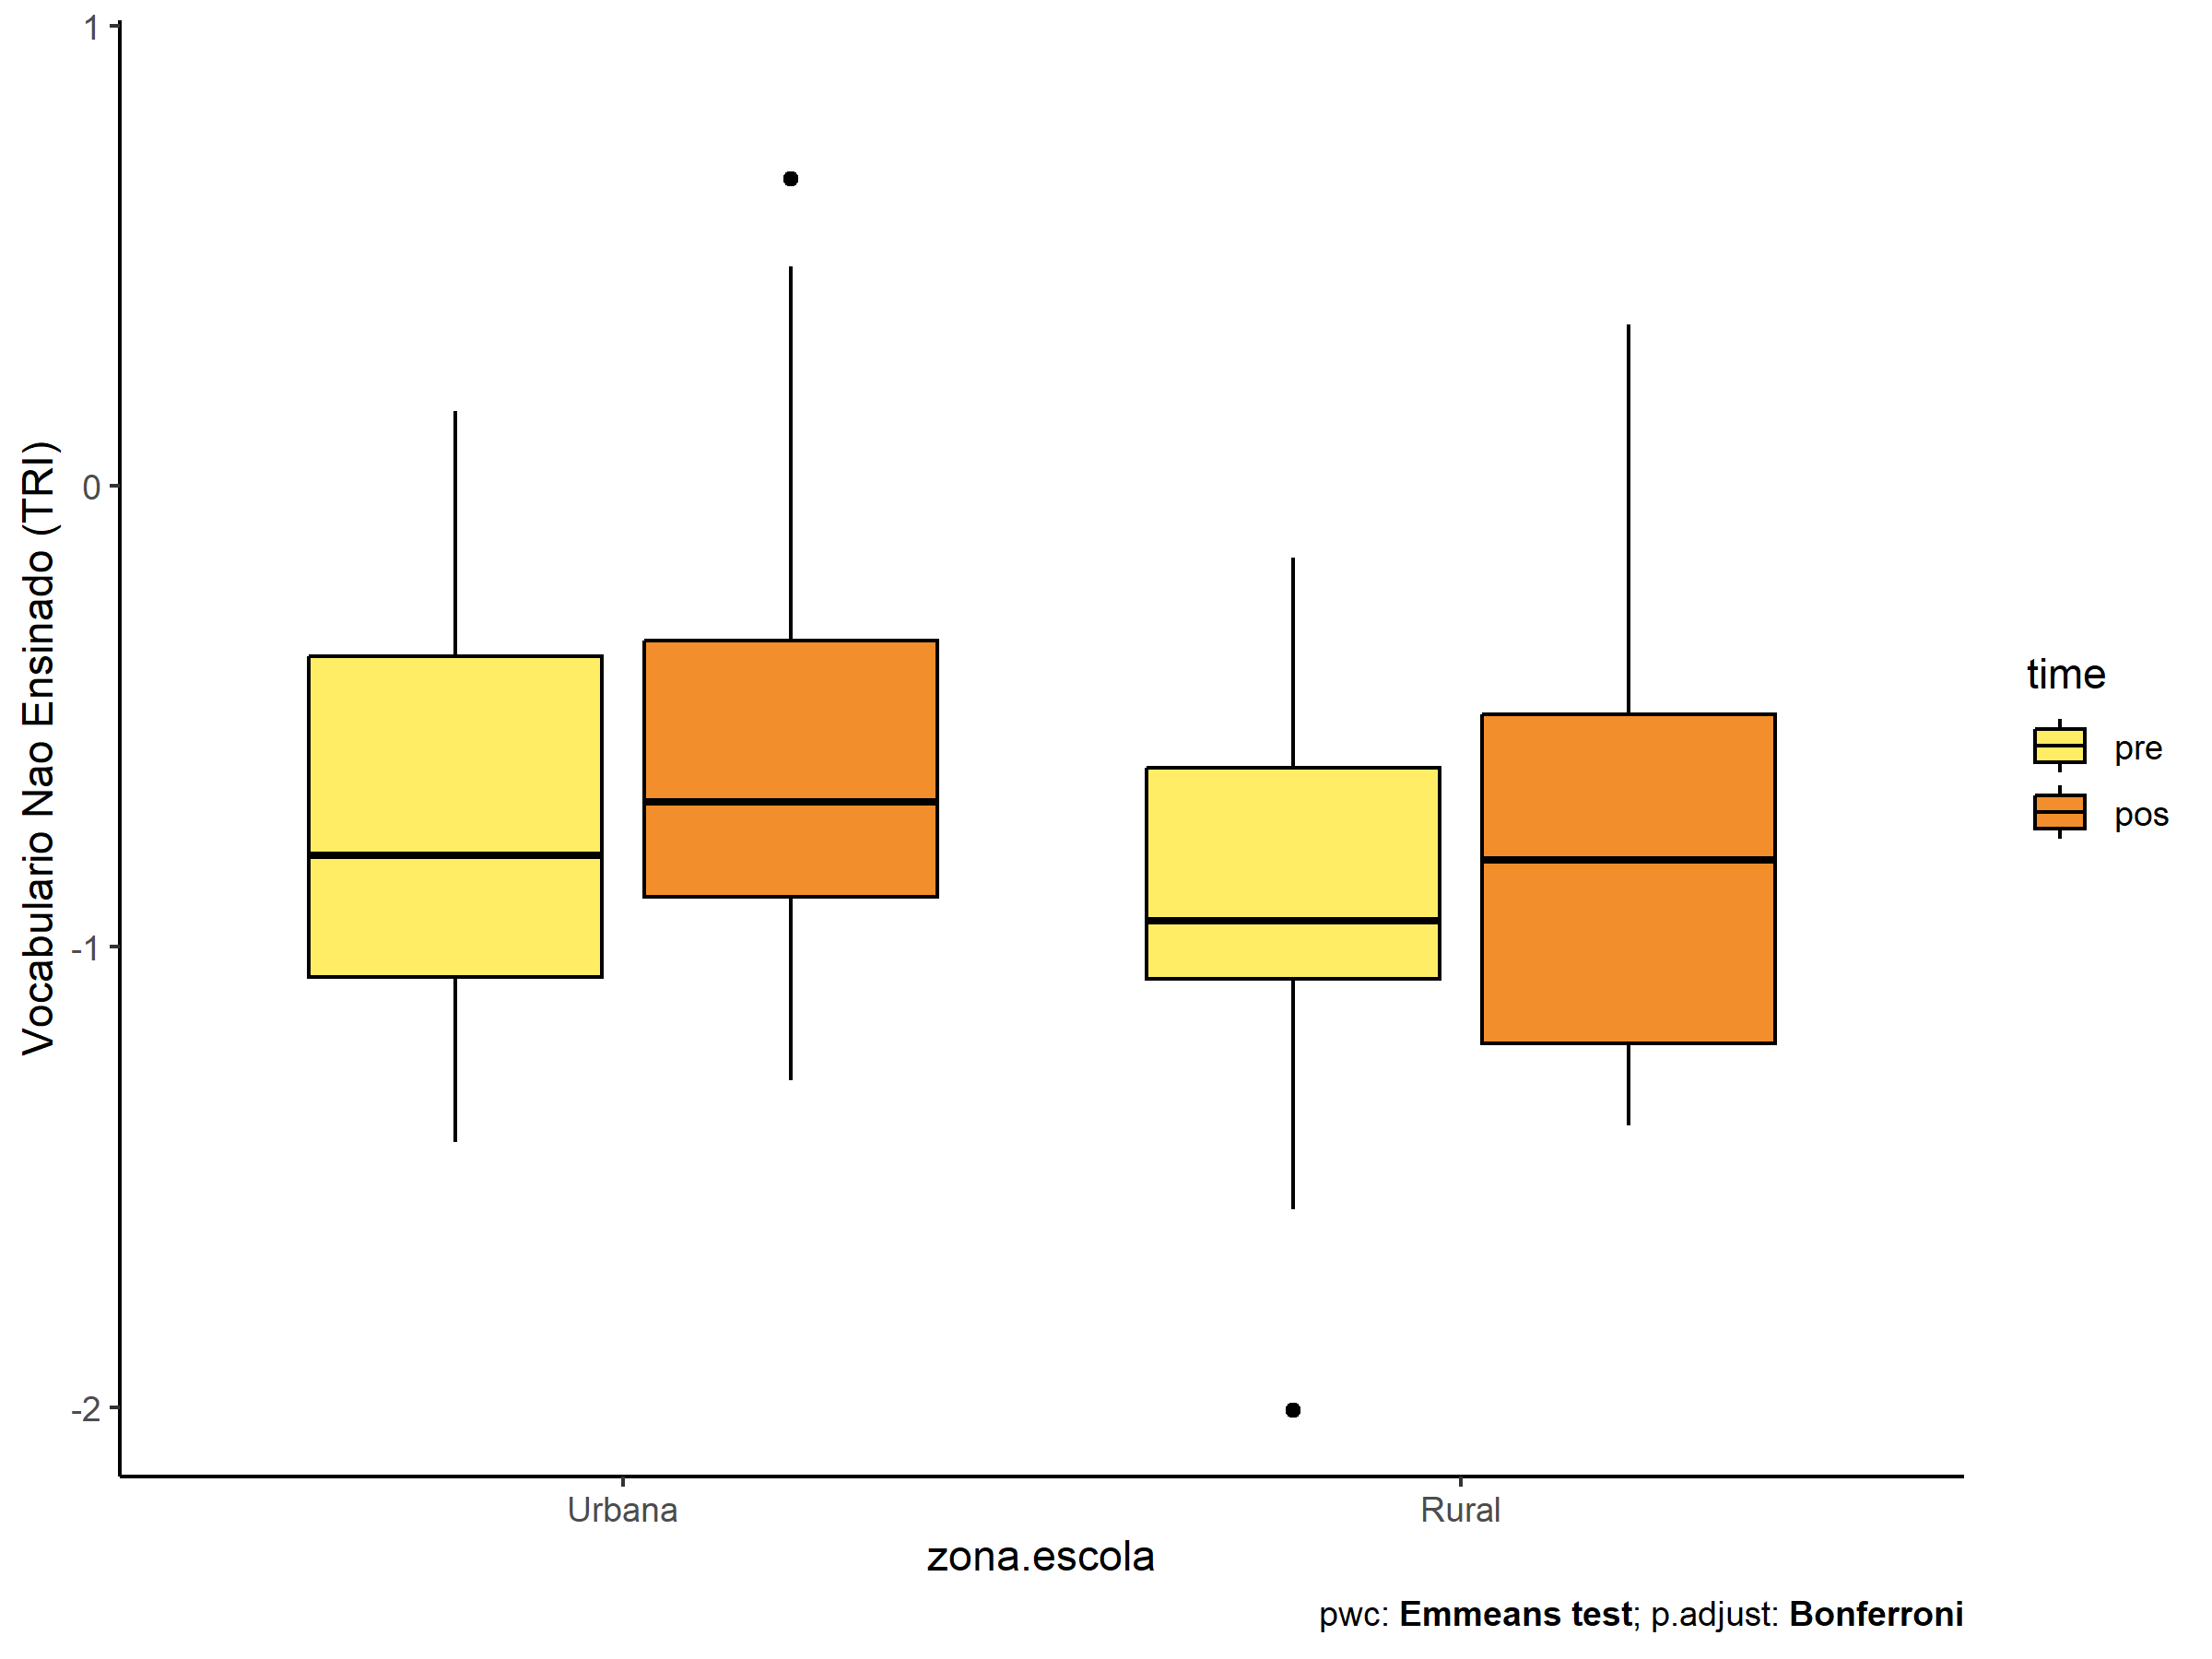 Vocabulario Nao Ensinado (TRI)
1
0
-1
-2
Urbana
Rural
zona.escola
time
pre
pos
pwc: Emmeans test; p.adjust: Bonferroni